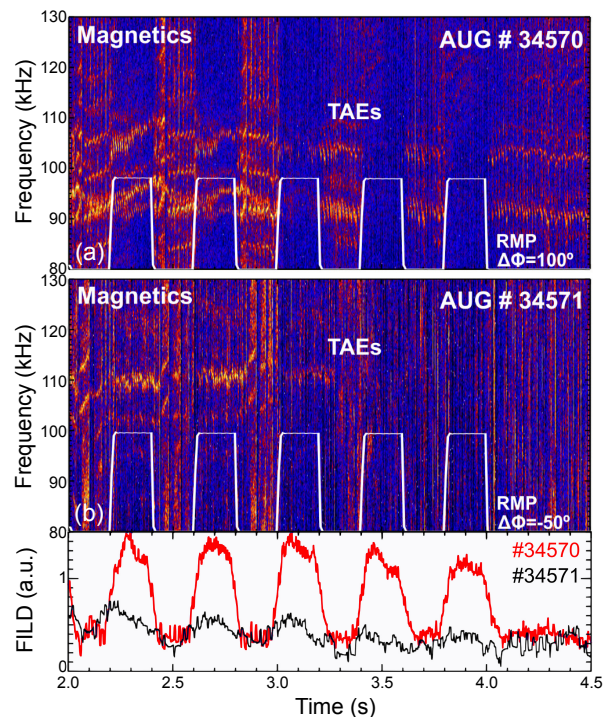 130
120
110
100
90
80
Frequency (kHz)
Magnetics
AUG # 34570
TAEs
(a)
RMP
ΔΦ=100º
130
120
110
100
90
80
Frequency (kHz)
Magnetics
AUG # 34571
TAEs
(b)
RMP
ΔΦ=-50º
1
0
FILD (a.u.)
#34570
#34571
2.0 2.5 3.0 3.5 4.0 4.5
Time (s)